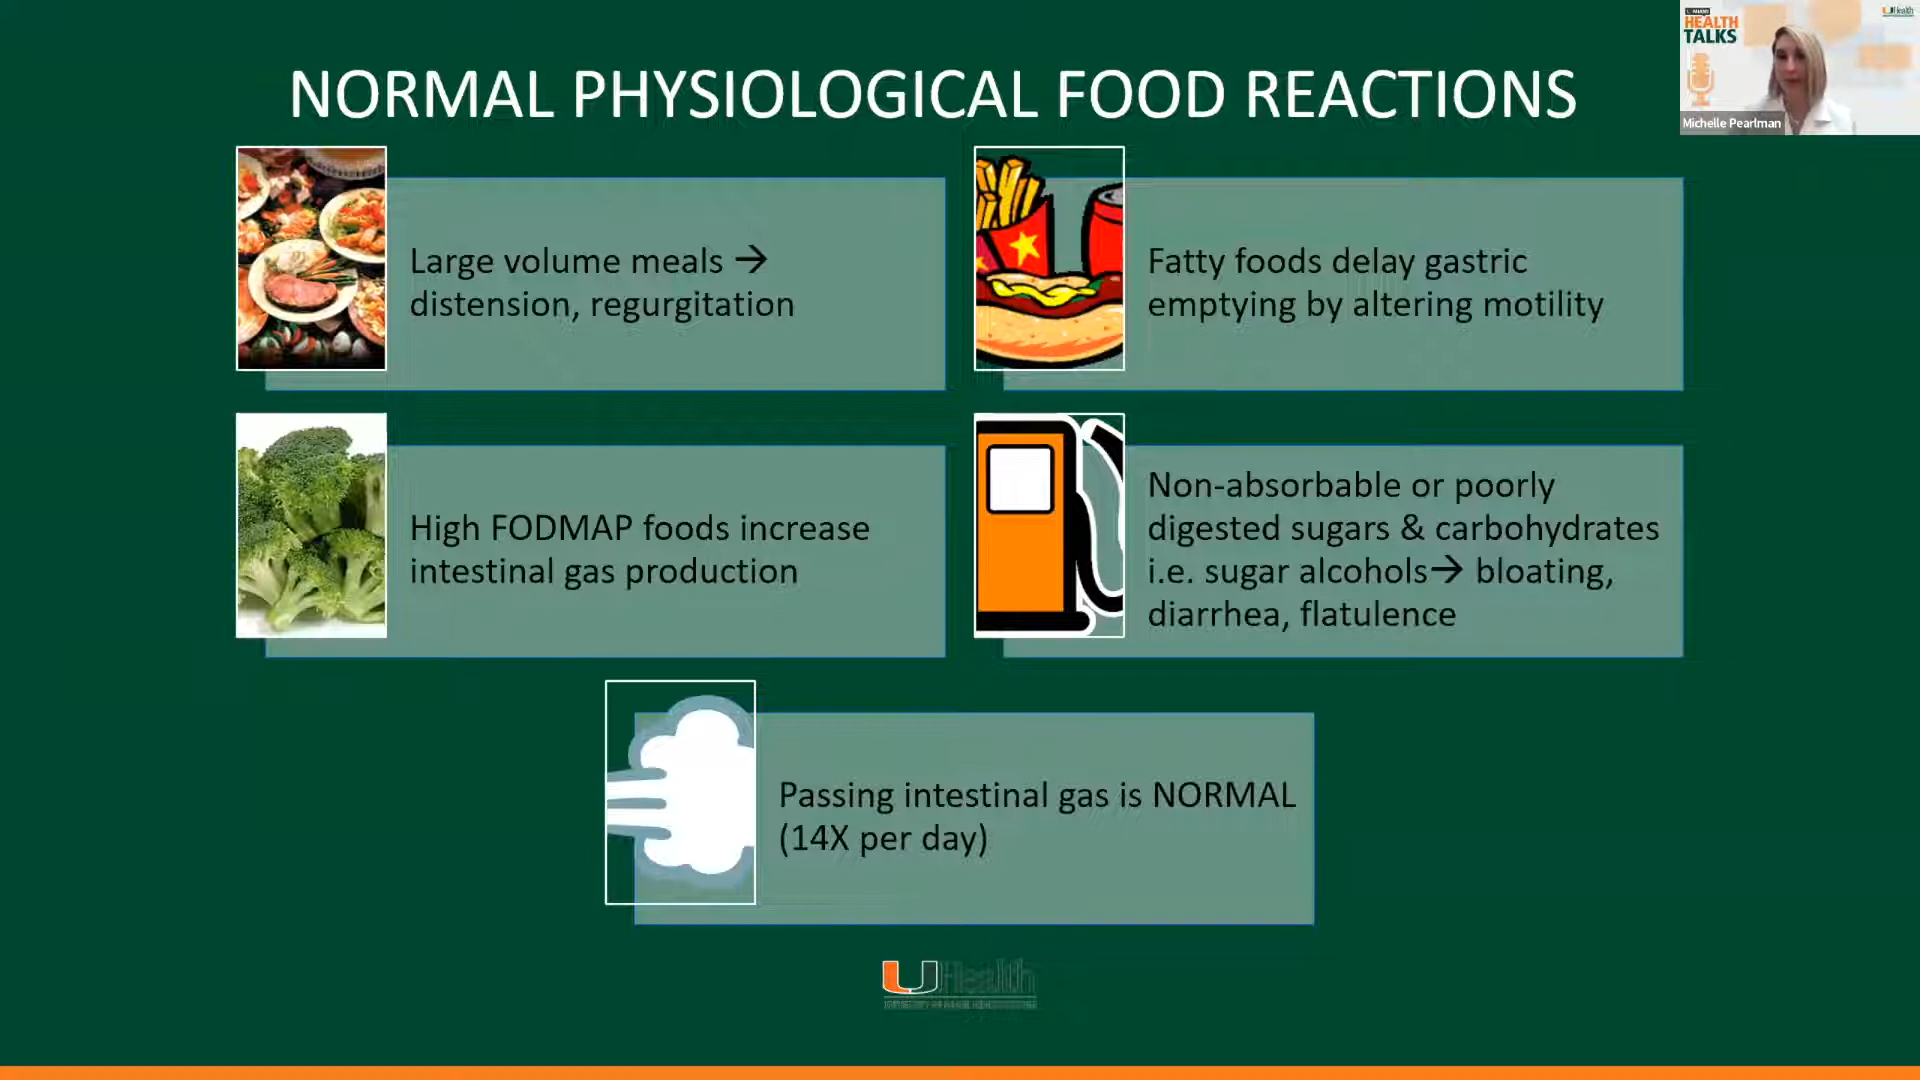 NORMAL PHYSIOLOGICAL FOOD REACTIONS
HEALTH
TALKS
Michelle Pearlman
Large volume meals →
distension, regurgitation
Fatty foods delay gastric
emptying by altering motility
High FODMAP foods increase
intestinal gas production
Non-absorbable or poorly
digested sugars & carbohydrates
i.e. sugar alcohols→ bloating,
diarrhea, flatulence
Passing intestinal gas is NORMAL
(14X per day)
UHealth